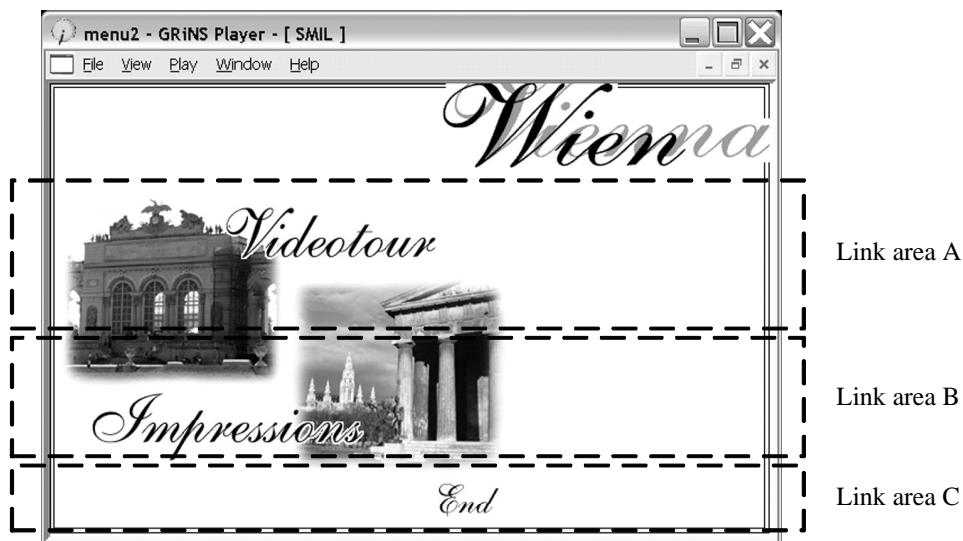 menu2 - GRiNS Player - [ SMIL ]
File View Play Window Help
Wien
Vienna
Videotour
Link area A
Impressions
Link area B
End
Link area C